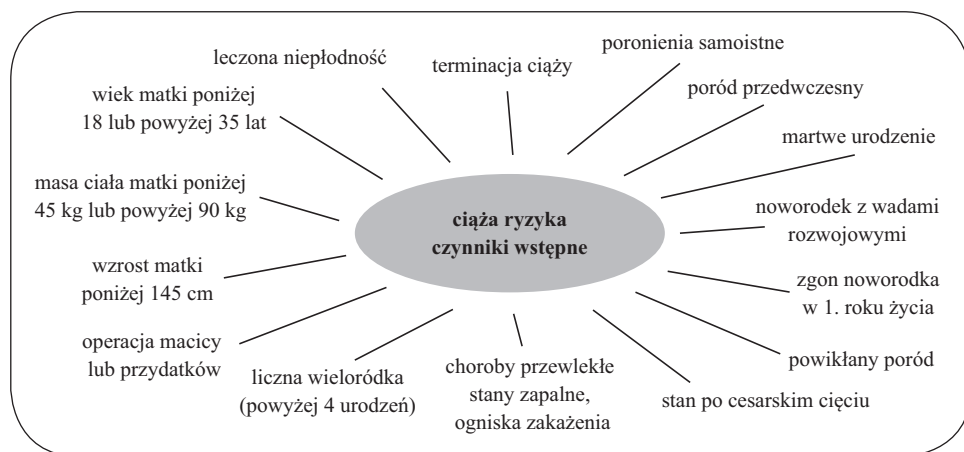 leczona niepłodność
terminacja ciąży
poronienia samoistne
poród przedwczesny
martwe urodzenie
noworodek z wadami
rozwojowymi
zgon noworodka
w 1. roku życia
powikłany poród
stan po cesarskim cięciu
choroby przewlekłe
stany zapalne,
ogniska zakażenia
liczna wieloródka
(powyżej 4 urodzeń)
operacja macicy
lub przydatków
wzrost matki
poniżej 145 cm
masa ciała matki poniżej
45 kg lub powyżej 90 kg
wiek matki poniżej
18 lub powyżej 35 lat
ciąża ryzyka
czynniki wstępne